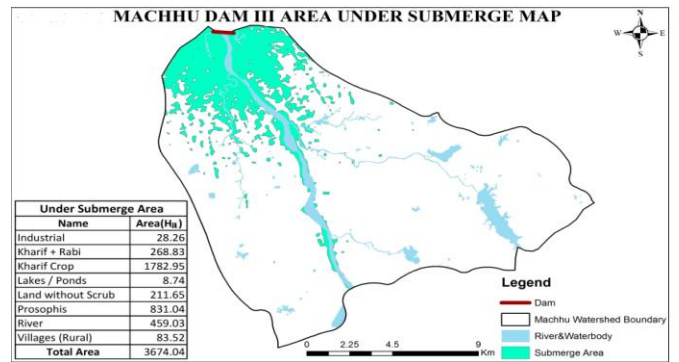 MACHHU DAM III AREA UNDER SUBMERGE MAP
N
W E
S
Under Submerge Area
Name Area(Ha)
Industrial 28.26
Kharif + Rabi 268.83
Kharif Crop 1782.95
Lakes / Ponds 8.74
Land without Scrub 211.65
Prosophis 831.04
River 459.03
Villages (Rural) 83.52
Total Area 3674.04
Legend
Dam
Machhu Watershed Boundary
River&Waterbody
Submerge Area
0 2.25 4.5 9
Km